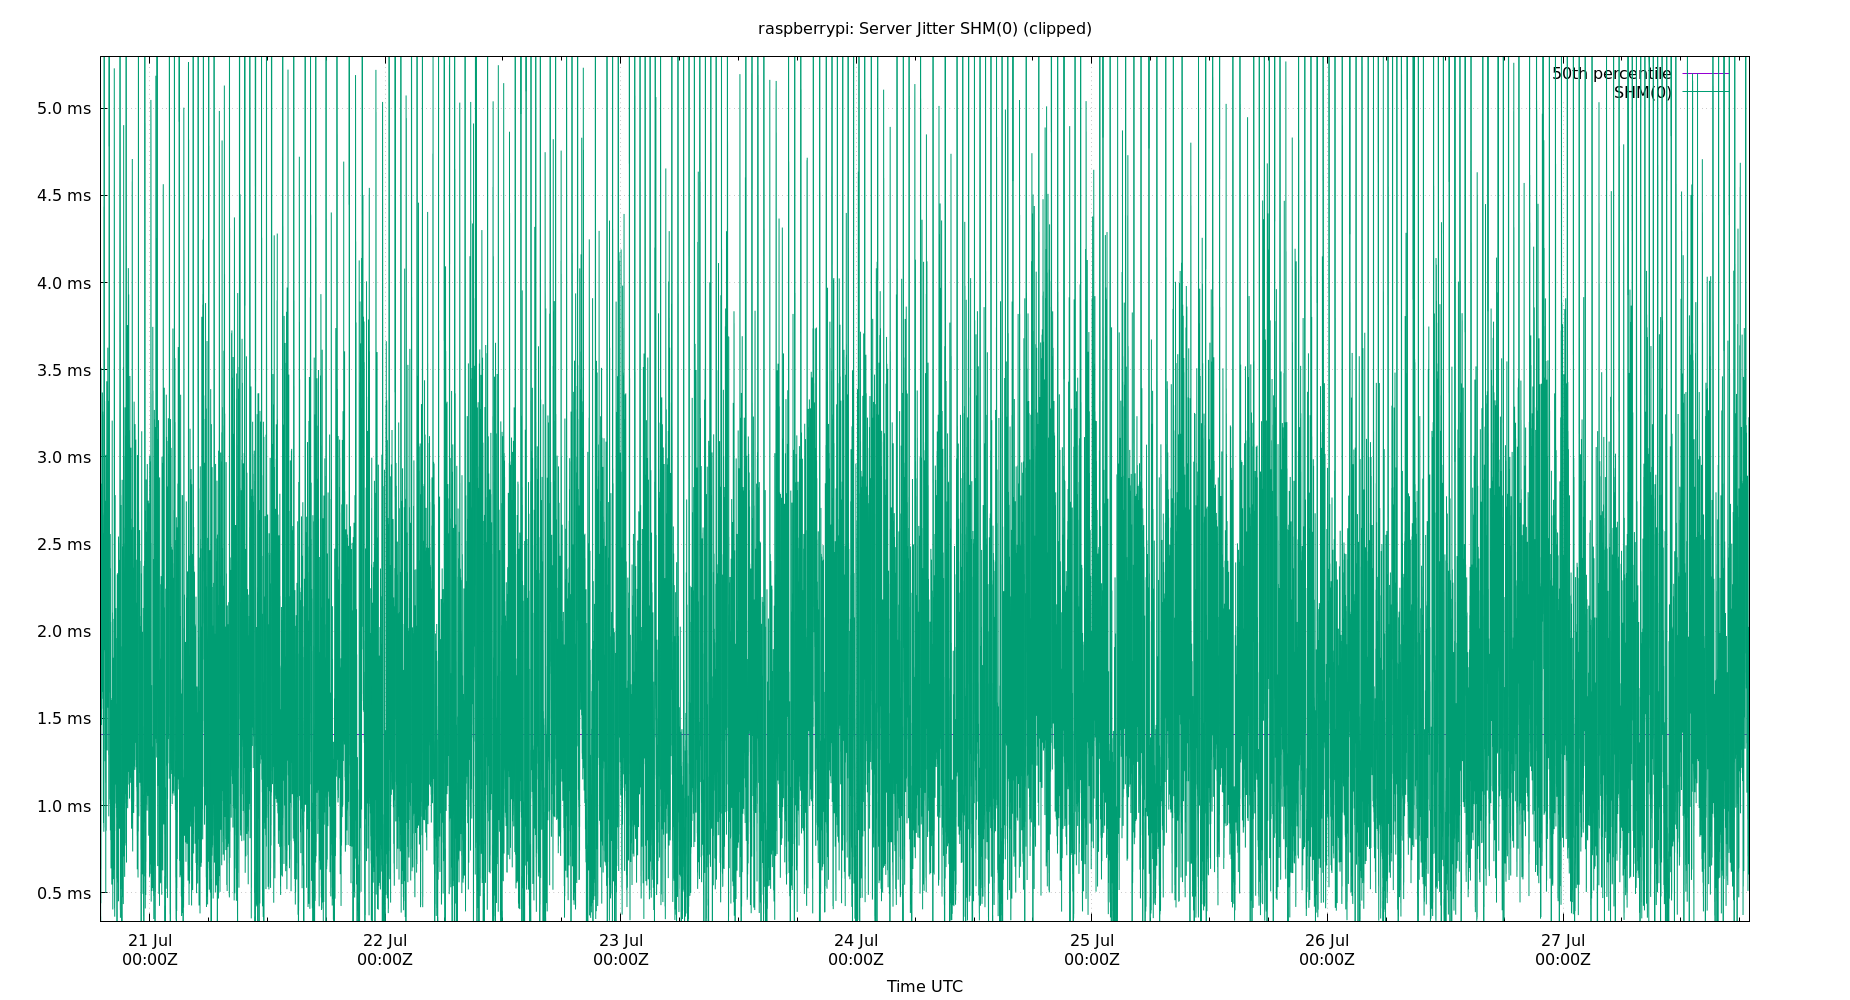 raspberrypi: Server Jitter SHM(0) (clipped)
50th percentile
SHM(0)
5.0 ms
4.5 ms
4.0 ms
3.5 ms
3.0 ms
2.5 ms
2.0 ms
1.5 ms
1.0 ms
0.5 ms
21 Jul 22 Jul 23 Jul 24 Jul 25 Jul 26 Jul 27 Jul
00:00Z 00:00Z 00:00Z 00:00Z 00:00Z 00:00Z 00:00Z
Time UTC